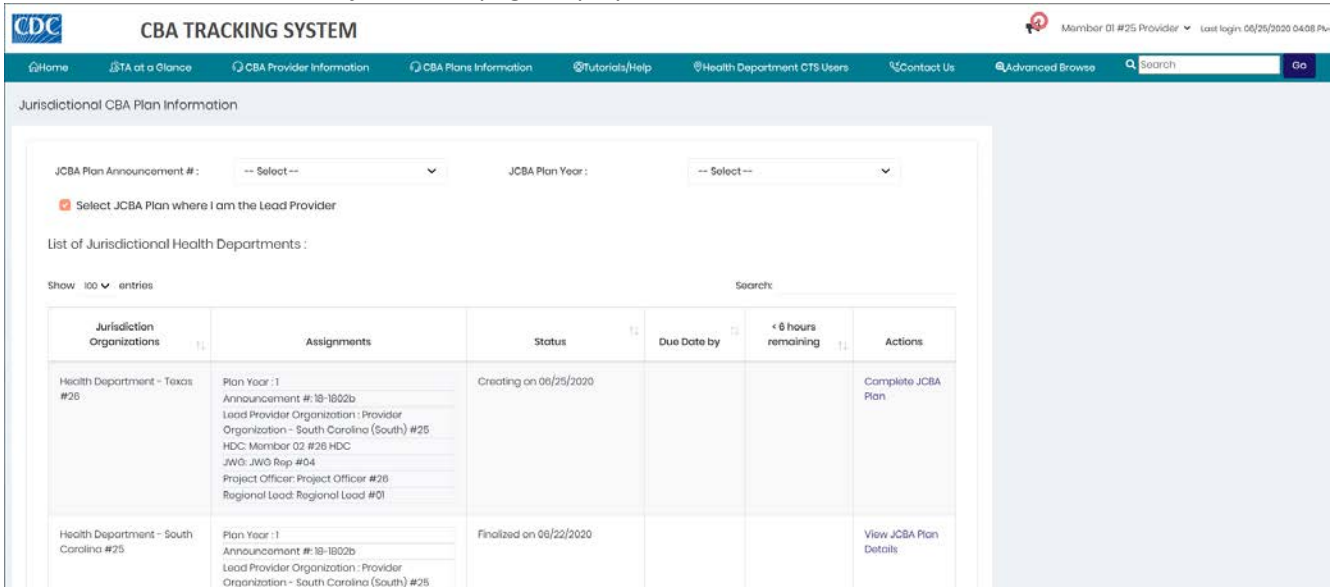 CDC
CBA TRACKING SYSTEM
Member 01 #25 Provider
Last login: 06/25/2020 04:08 PM
Home
TA at a Glance
CBA Provider Information
CBA Plans Information
Tutorials/Help
Health Department CTS Users
Contact Us
Advanced Browse
Search
Go
Jurisdictional CBA Plan Information
JCBA Plan Announcement # :
-- Select --
JCBA Plan Year :
-- Select --
Select JCBA Plan where I am the Lead Provider
List of Jurisdictional Health Departments :
Show 100 entries
Search:
Jurisdiction
Organizations
Assignments
Status
Due Date by
< 6 hours
remaining
Actions
Health Department - Texas
#26
Plan Year : 1
Announcement #: 18-1802b
Lead Provider Organization : Provider
Organization - South Carolina (South) #25
HDC: Member 02 #26 HDC
JWG: JWG Rep #04
Project Officer: Project Officer #26
Regional Lead: Regional Lead #01
Creating on 06/25/2020
Complete JCBA
Plan
Health Department - South
Carolina #25
Plan Year : 1
Announcement #: 18-1802b
Lead Provider Organization : Provider
Organization - South Carolina (South) #25
Finalized on 06/22/2020
View JCBA Plan
Details